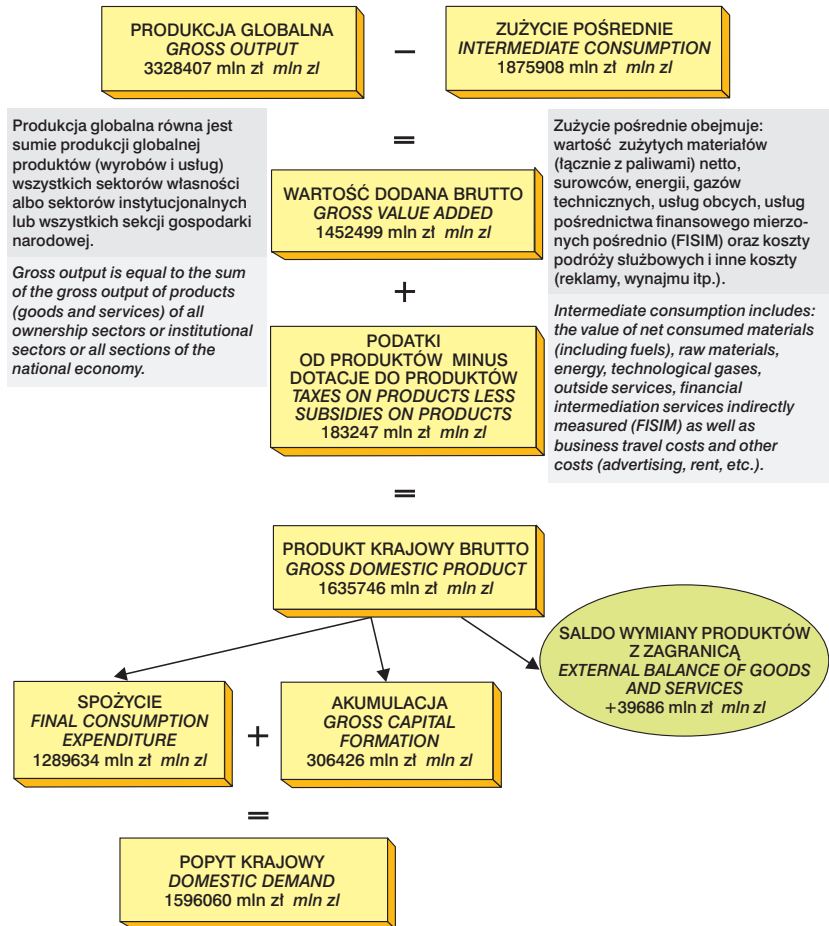 PRODUKCJA GLOBALNA
GROSS OUTPUT
3328407 mln zł mln zl
–
ZUŻYCIE POŚREDNIE
INTERMEDIATE CONSUMPTION
1875908 mln zł mln zl
Produkcja globalna równa jest
sumie produkcji globalnej
produktów (wyrobów i usług)
wszystkich sektorów własności
albo sektorów instytucjonalnych
lub wszystkich sekcji gospodarki
narodowej.
Gross output is equal to the sum
of the gross output of products
(goods and services) of all
ownership sectors or institutional
sectors or all sections of the
national economy.
=
WARTOŚĆ DODANA BRUTTO
GROSS VALUE ADDED
1452499 mln zł mln zl
+
PODATKI
OD PRODUKTÓW MINUS
DOTACJE DO PRODUKTÓW
TAXES ON PRODUCTS LESS
SUBSIDIES ON PRODUCTS
183247 mln zł mln zl
Zużycie pośrednie obejmuje:
wartość zużytych materiałów
(łącznie z paliwami) netto,
surowców, energii, gazów
technicznych, usług obcych, usług
pośrednictwa finansowego mierzo-
nych pośrednio (FISIM) oraz koszty
podróży służbowych i inne koszty
(reklamy, wynajmu itp.).
Intermediate consumption includes:
the value of net consumed materials
(including fuels), raw materials,
energy, technological gases,
outside services, financial
intermediation services indirectly
measured (FISIM) as well as
business travel costs and other
costs (advertising, rent, etc.).
=
PRODUKT KRAJOWY BRUTTO
GROSS DOMESTIC PRODUCT
1635746 mln zł mln zl
SALDO WYMIANY PRODUKTÓW
Z ZAGRANICĄ
EXTERNAL BALANCE OF GOODS
AND SERVICES
+39686 mln zł mln zl
SPOŻYCIE
FINAL CONSUMPTION
EXPENDITURE
1289634 mln zł mln zl
+
AKUMULACJA
GROSS CAPITAL
FORMATION
306426 mln zł mln zl
=
POPYT KRAJOWY
DOMESTIC DEMAND
1596060 mln zł mln zl